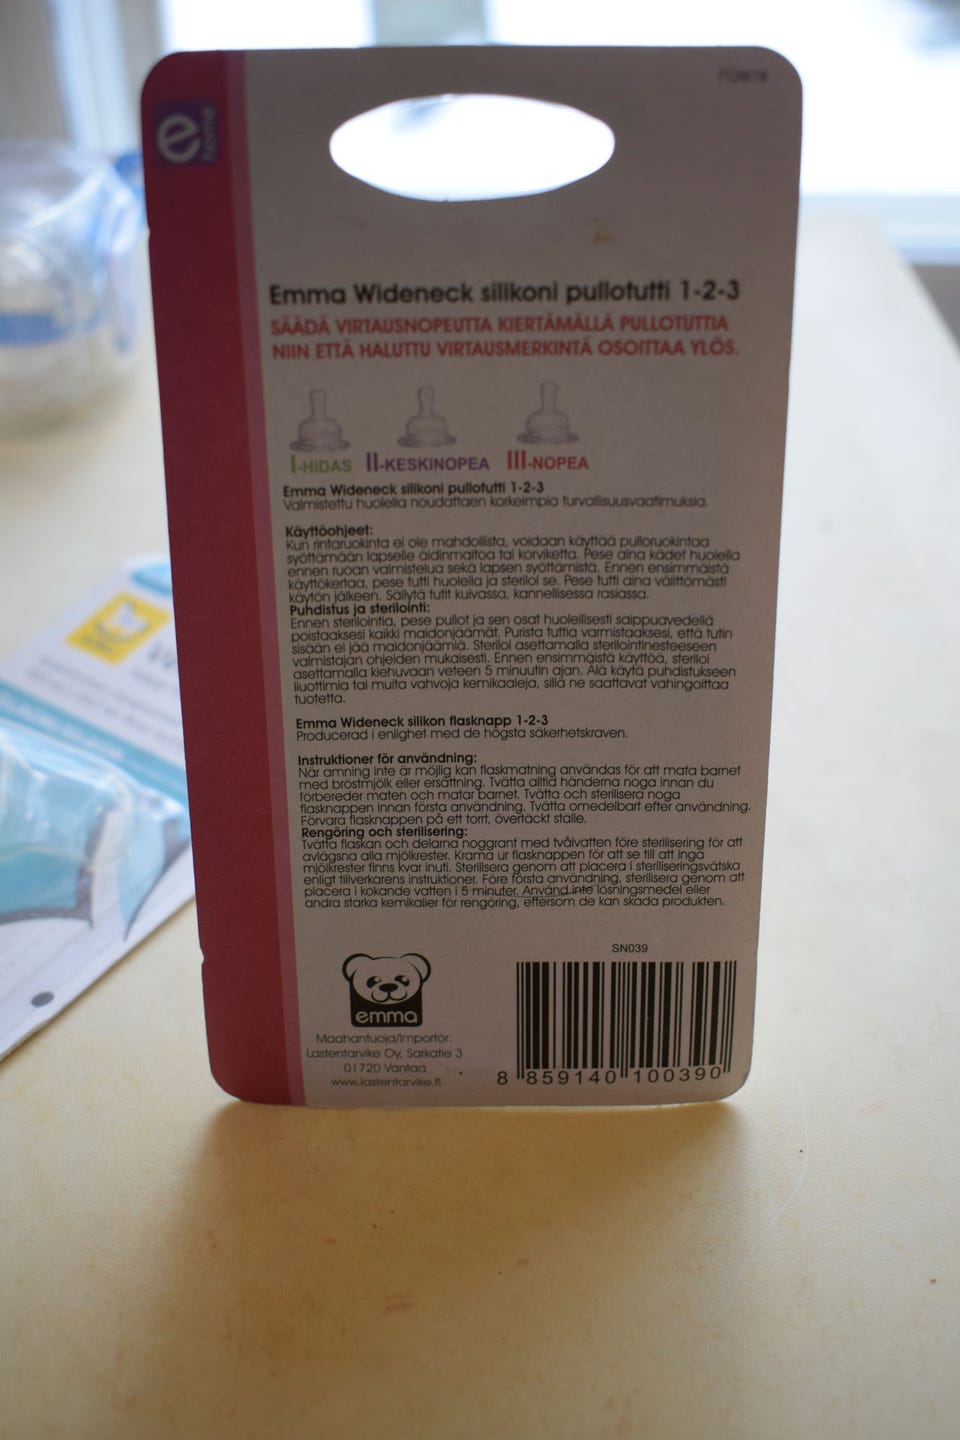 e
home
Emma Wideneck silikoni pullotutti 1-2-3
SÄÄDÄ VIRTAUSNOPEUTTA KIERTÄMÄLLÄ PULLOTUTTIA
NIIN ETTÄ HALUTTU VIRTAUSMERKINTÄ OSOITTAA YLÖS.
I-HIDAS II-KESKINOPEA III-NOPEA
Emma Wideneck silikoni pullotutti 1-2-3
Valmistettu huolella noudattaen korkeimpia turvallisuusvaatimuksia.
Käyttöohjeet:
Kun rintaruokinta ei ole mahdollista, voidaan käyttää pulloruokintaa
syöttämään lapselle äidinmaitoa tai korviketta. Pese aina kädet huolella
ennen ruoan valmistelua sekä lapsen syöttämistä. Ennen ensimmäistä
käyttökertaa, pese tutti huolella ja steriloi se. Pese tutti aina välittömästi
käytön jälkeen. Säilytä tutit kuivassa, kannellisessa rasiassa.
Puhdistus ja sterilointi:
Ennen sterilointia, pese pullot ja sen osat huolellisesti saippuavedellä
poistaaksesi kaikki maidonjäämät. Purista tuttia varmistaaksesi, että tutin
sisään ei jää maidonjäämiä. Steriloi asettamalla sterilointinesteeseen
valmistajan ohjeiden mukaisesti. Ennen ensimmäistä käyttöä, steriloi
asettamalla kiehuvaan veteen 5 minuutin ajan. Älä käytä puhdistukseen
liuottimia tai muita vahvoja kemikaaleja, sillä ne saattavat vahingoittaa
tuotetta.
Emma Wideneck silikon flasknapp 1-2-3
Producerad i enlighet med de högsta säkerhetskraven.
Instruktioner för användning:
När amning inte är möjlig kan flaskmatning användas för att mata barnet
med bröstmjölk eller ersättning. Tvätta alltid händerna noga innan du
förbereder maten och matar barnet. Tvätta och sterilisera noga
flasknappen innan första användning. Tvätta omedelbart efter användning.
Förvara flasknappen på ett torrt, övertäckt ställe.
Rengöring och sterilisering:
Tvätta flaskan och delarna noggrant med tvålvatten före sterilisering för att
avlägsna alla mjölkrester. Krama ur flasknappen för att se till att inga
mjölkrester finns kvar inuti. Sterilisera genom att placera i steriliseringsvätska
enligt tillverkarens instruktioner. Före första användning, sterilisera genom att
placera i kokande vatten i 5 minuter. Använd inte lösningsmedel eller
andra starka kemikalier för rengöring, eftersom de kan skada produkten.
emma
Maahantuoja/Importör:
Lastentarvike Oy, Sarkatie 3
01720 Vantaa
www.lastentarvike.fi
SN039
8 859140 100390